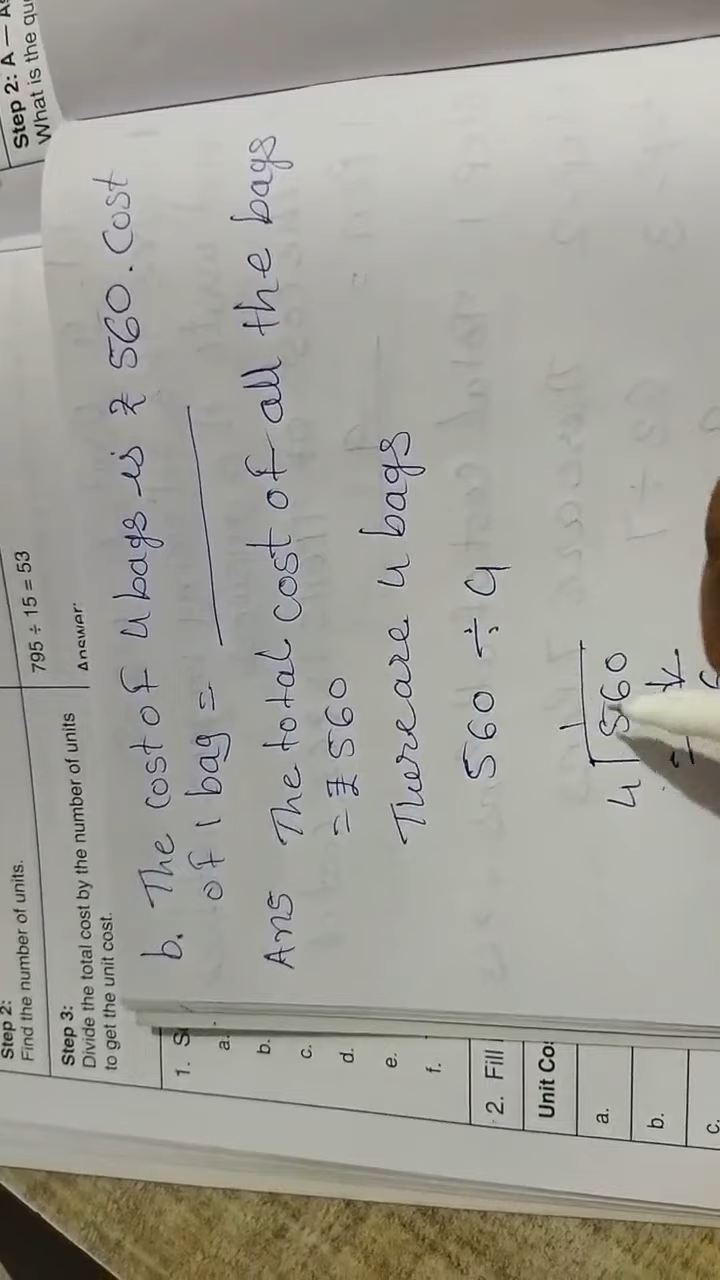 Step 2: A —
What is the qu
Step 2:
Find the number of units.
795 ÷ 15 = 53
Step 3:
Divide the total cost by the number of units
to get the unit cost.
Answer:
b. The cost of 4 bags is ₹ 560. Cost
of 1 bag = ______
Ans The total cost of all the bags
= ₹ 560
There are 4 bags
560 ÷ 4
1
4 560
4
1. S
a.
b.
c.
d.
e.
f.
2. Fill
Unit Co
a.
b.
c.